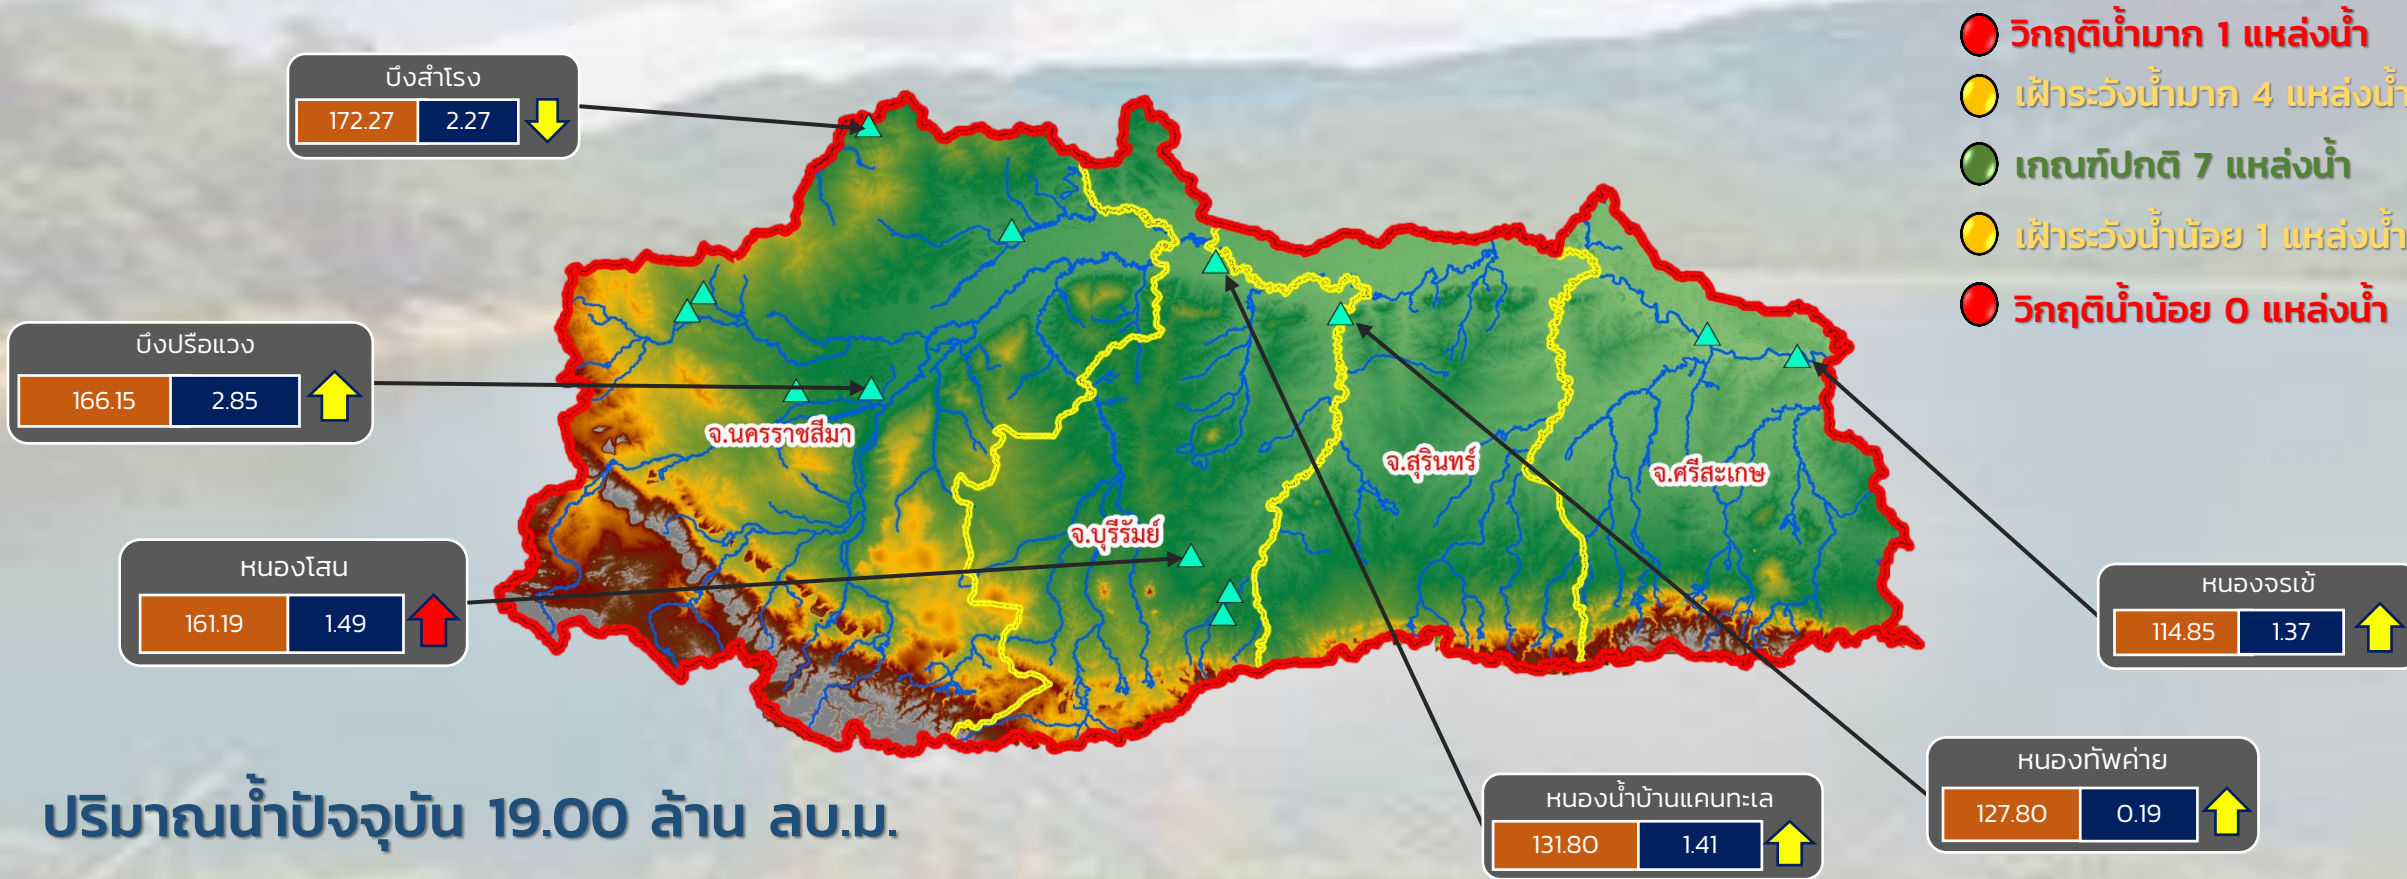 วิกฤติน้ำมาก 1 แหล่งน้ำ
เฝ้าระวังน้ำมาก 4 แหล่งน้ำ
เกณฑ์ปกติ 7 แหล่งน้ำ
เฝ้าระวังน้ำน้อย 1 แหล่งน้ำ
วิกฤติน้ำน้อย 0 แหล่งน้ำ
บึงสำโรง
172.27 2.27
บึงปรือแวง
166.15 2.85
จ.นครราชสีมา
จ.สุรินทร์
จ.ศรีสะเกษ
จ.บุรีรัมย์
หนองโสน
161.19 1.49
หนองจรเข้
114.85 1.37
หนองทัพค่าย
127.80 0.19
หนองน้ำบ้านแคนทะเล
131.80 1.41
ปริมาณน้ำปัจจุบัน 19.00 ล้าน ลบ.ม.